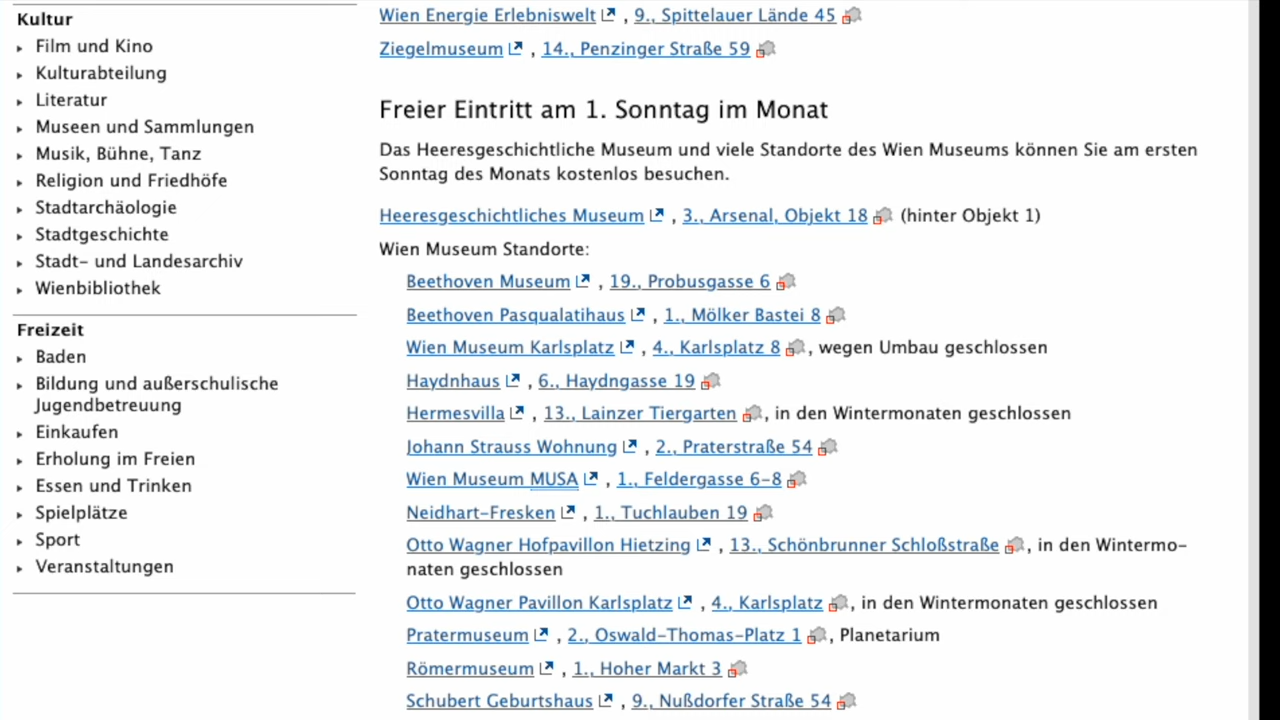 Kultur
Film und Kino
Kulturabteilung
Literatur
Museen und Sammlungen
Musik, Bühne, Tanz
Religion und Friedhöfe
Stadtarchäologie
Stadtgeschichte
Stadt- und Landesarchiv
Wienbibliothek
Freizeit
Baden
Bildung und außerschulische
Jugendbetreuung
Einkaufen
Erholung im Freien
Essen und Trinken
Spielplätze
Sport
Veranstaltungen
Wien Energie Erlebniswelt , 9., Spittelauer Lände 45
Ziegelmuseum , 14., Penzinger Straße 59
Freier Eintritt am 1. Sonntag im Monat
Das Heeresgeschichtliche Museum und viele Standorte des Wien Museums können Sie am ersten
Sonntag des Monats kostenlos besuchen.
Heeresgeschichtliches Museum , 3., Arsenal, Objekt 18 (hinter Objekt 1)
Wien Museum Standorte:
Beethoven Museum , 19., Probusgasse 6
Beethoven Pasqualatihaus , 1., Mölker Bastei 8
Wien Museum Karlsplatz , 4., Karlsplatz 8 , wegen Umbau geschlossen
Haydnhaus , 6., Haydngasse 19
Hermesvilla , 13., Lainzer Tiergarten , in den Wintermonaten geschlossen
Johann Strauss Wohnung , 2., Praterstraße 54
Wien Museum MUSA , 1., Feldergasse 6-8
Neidhart-Fresken , 1., Tuchlauben 19
Otto Wagner Hofpavillon Hietzing , 13., Schönbrunner Schloßstraße , in den Wintermo-
naten geschlossen
Otto Wagner Pavillon Karlsplatz , 4., Karlsplatz , in den Wintermonaten geschlossen
Pratermuseum , 2., Oswald-Thomas-Platz 1 , Planetarium
Römermuseum , 1., Hoher Markt 3
Schubert Geburtshaus , 9., Nußdorfer Straße 54